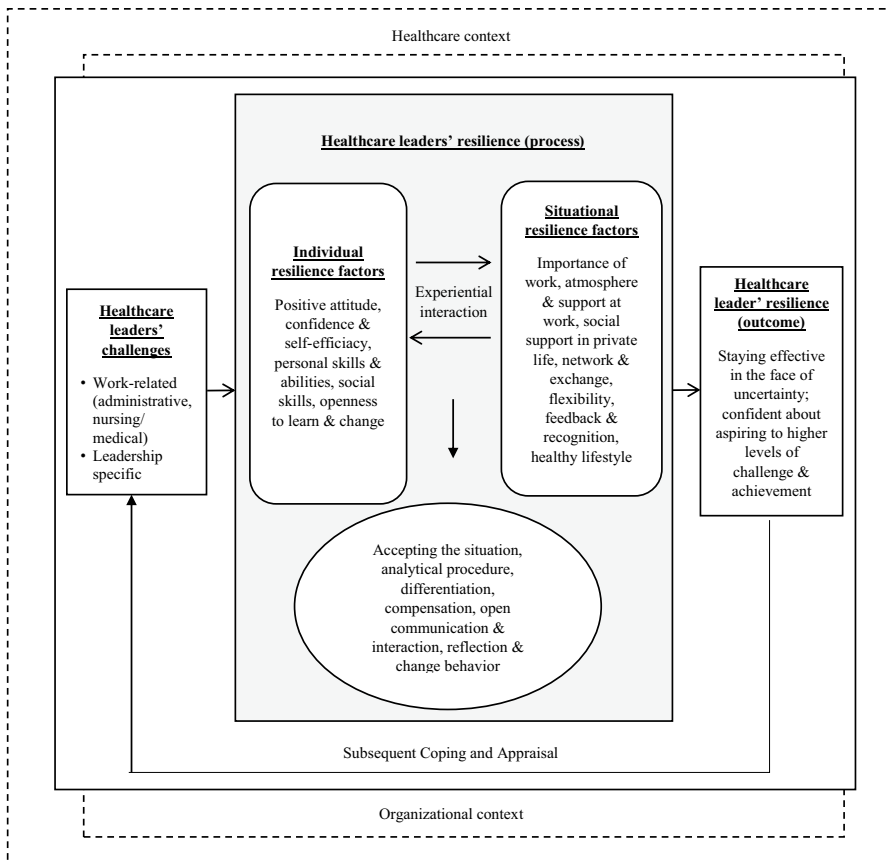 Healthcare context
Healthcare leaders’ resilience (process)
Healthcare
leaders’
challenges
• Work-related
(administrative,
nursing/
medical)
• Leadership
specific
Individual
resilience factors
Positive attitude,
confidence &
self-efficiacy,
personal skills &
abilities, social
skills, openness
to learn & change
Experiential
interaction
Situational
resilience factors
Importance of
work, atmosphere
& support at
work, social
support in private
life, network &
exchange,
flexibility,
feedback &
recognition,
healthy lifestyle
Accepting the situation,
analytical procedure,
differentiation,
compensation, open
communication &
interaction, reflection &
change behavior
Healthcare
leader’ resilience
(outcome)
Staying effective
in the face of
uncertainty;
confident about
aspiring to higher
levels of
challenge &
achievement
Subsequent Coping and Appraisal
Organizational context